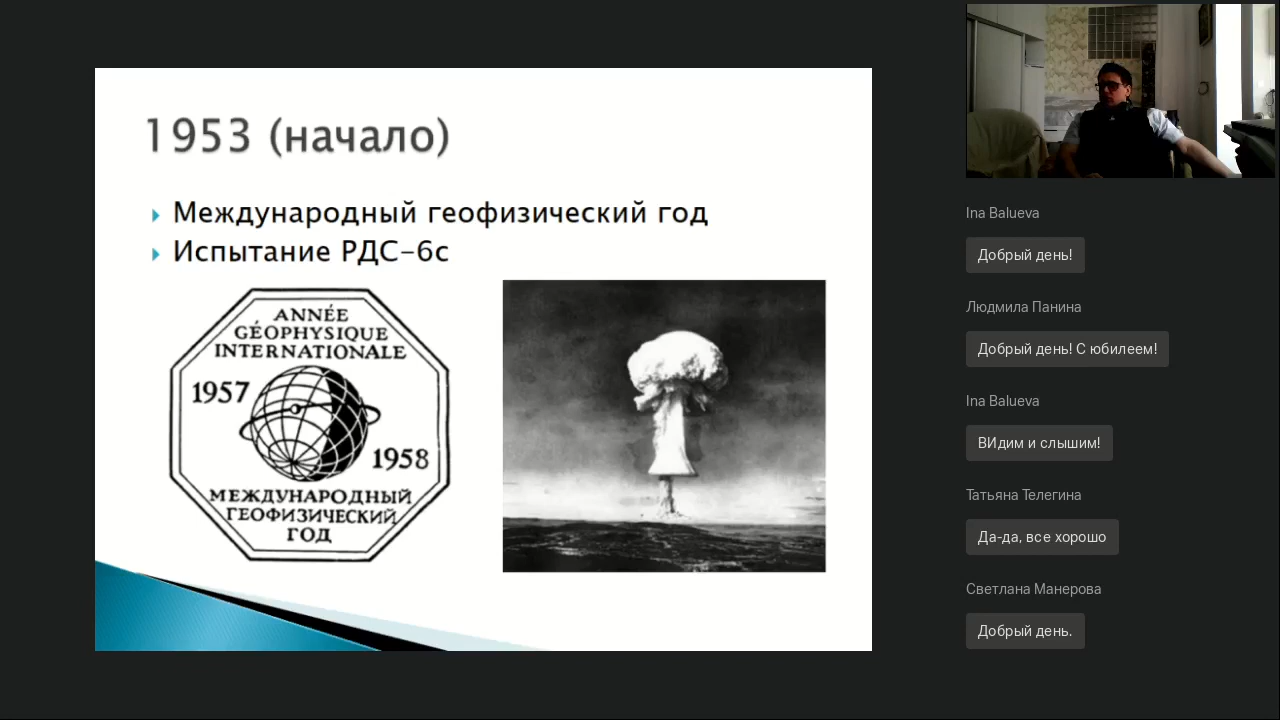 1953 (начало)
Международный геофизический год
Испытание РДС-6с
ANNÉE
GÉOPHYSIQUE
INTERNATIONALE
1957
1958
МЕЖДУНАРОДНЫЙ
ГЕОФИЗИЧЕСКИЙ
ГОД
Ina Balueva
Добрый день!
Людмила Панина
Добрый день! С юбилеем!
Ina Balueva
ВИдим и слышим!
Татьяна Телегина
Да-да, все хорошо
Светлана Манерова
Добрый день.